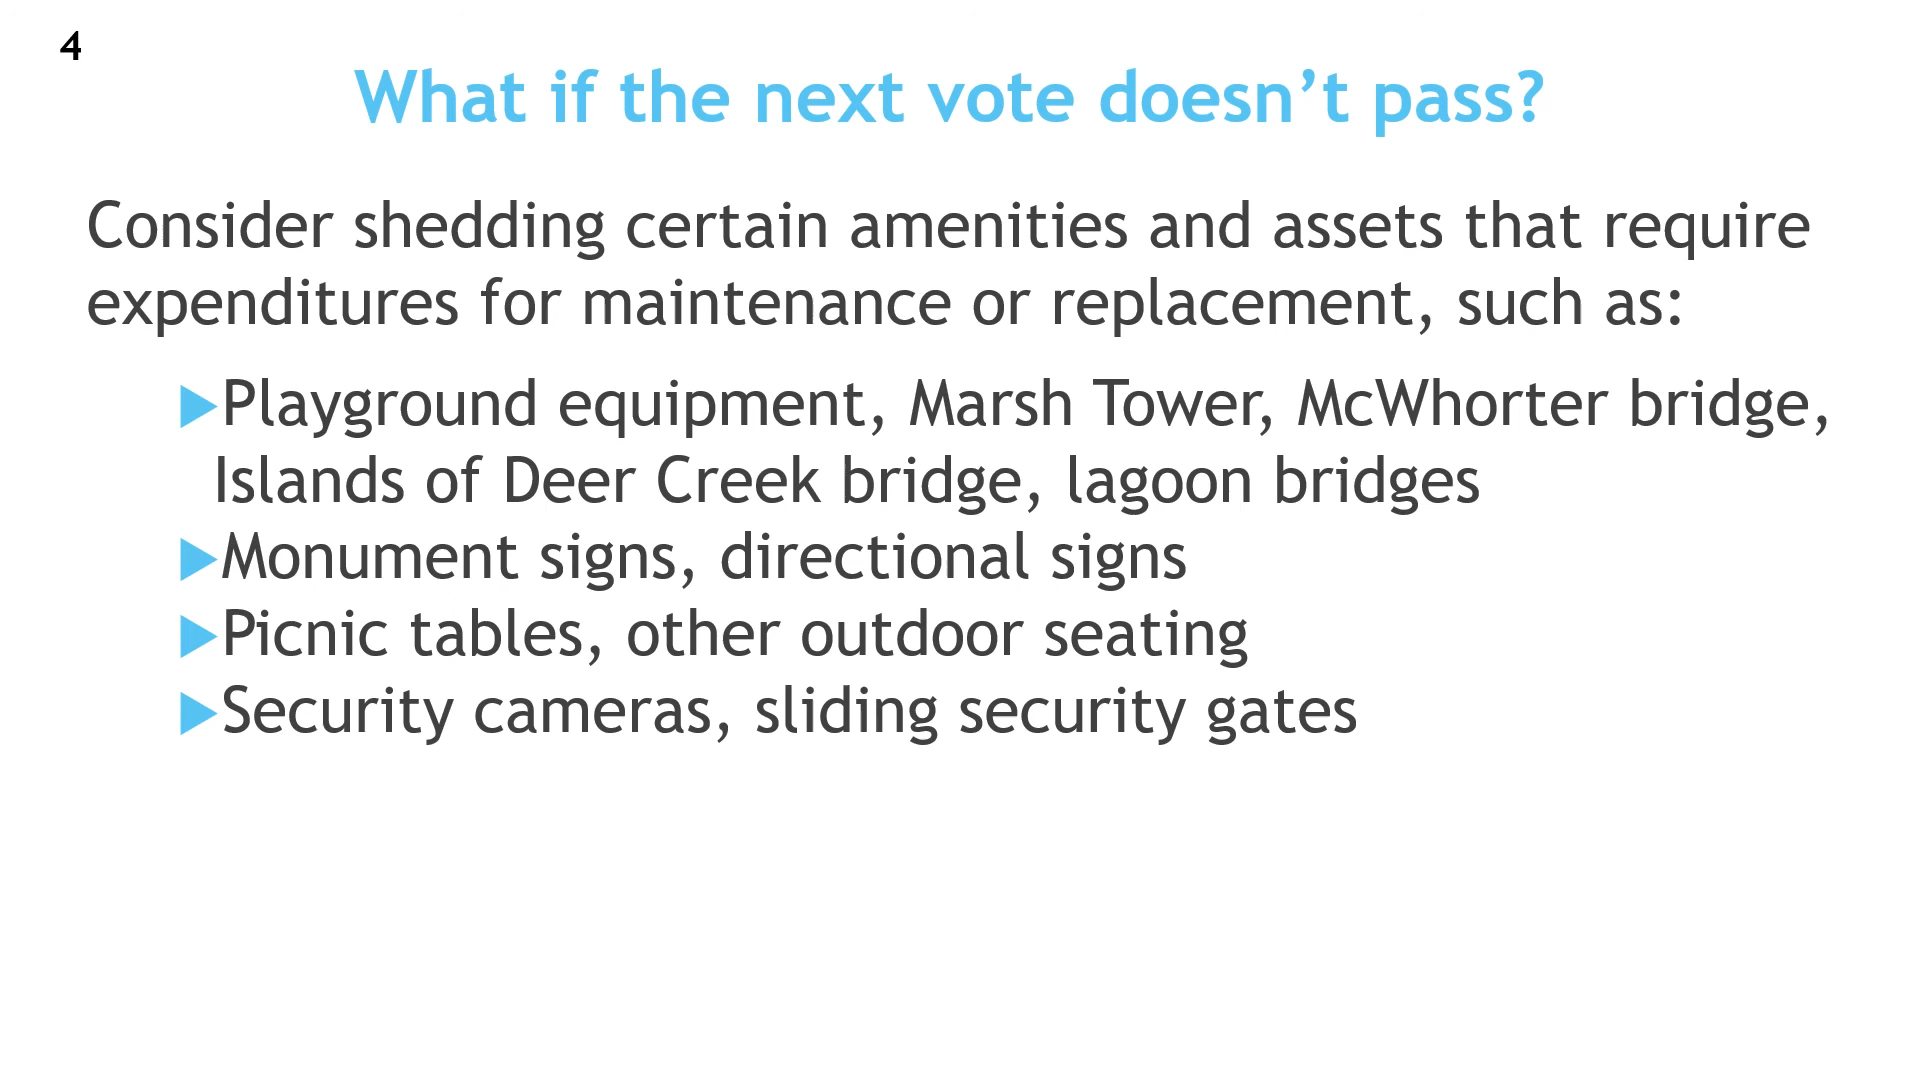 4
What if the next vote doesn’t pass?
Consider shedding certain amenities and assets that require
expenditures for maintenance or replacement, such as:
▶Playground equipment, Marsh Tower, McWhorter bridge,
Islands of Deer Creek bridge, lagoon bridges
▶Monument signs, directional signs
▶Picnic tables, other outdoor seating
▶Security cameras, sliding security gates